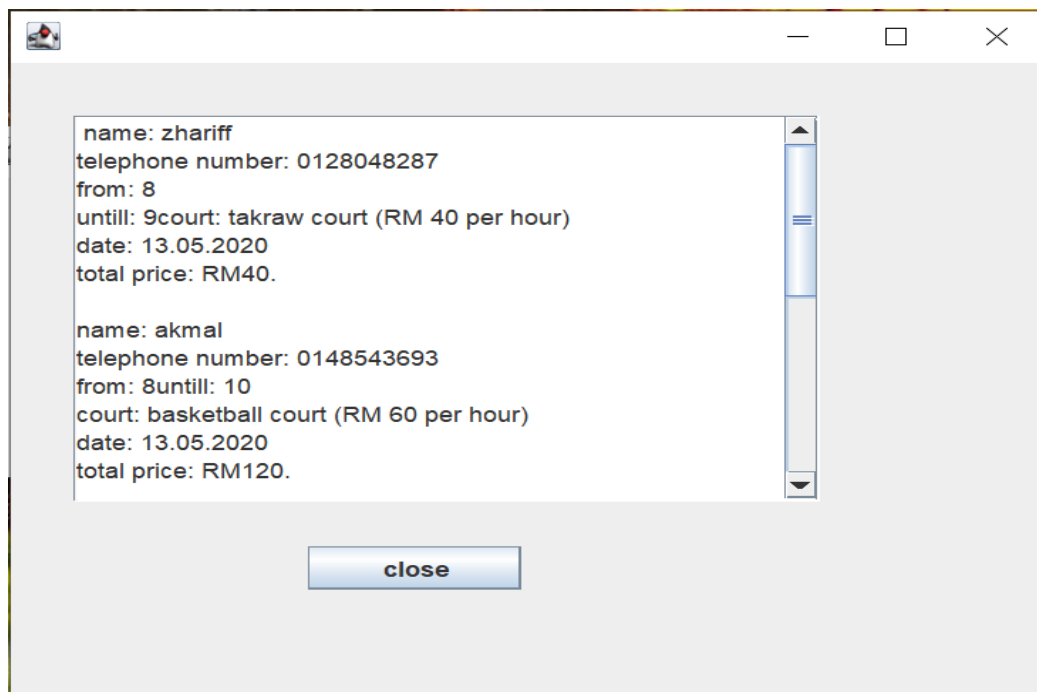 name: zhariff
telephone number: 0128048287
from: 8
untill: 9court: takraw court (RM 40 per hour)
date: 13.05.2020
total price: RM40.
name: akmal
telephone number: 0148543693
from: 8untill: 10
court: basketball court (RM 60 per hour)
date: 13.05.2020
total price: RM120.
close